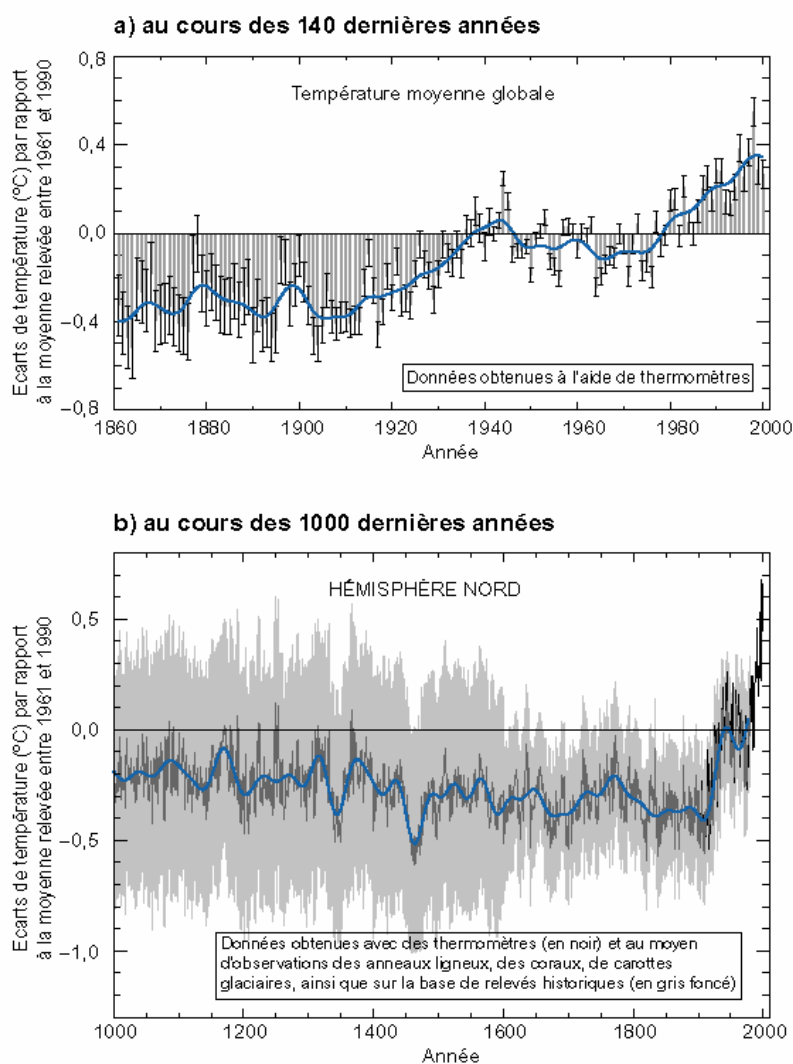 a) au cours des 140 dernières années
Ecarts de température (°C) par rapport
à la moyenne relevée entre 1961 et 1990
0,8
0,4
0,0
−0,4
−0,8
Température moyenne globale
Données obtenues à l'aide de thermomètres
1860 1880 1900 1920 1940 1960 1980 2000
Année
b) au cours des 1000 dernières années
Ecarts de température (°C) par rapport
à la moyenne relevée entre 1961 et 1990
0,5
0,0
−0,5
−1,0
HÉMISPHÈRE NORD
Données obtenues avec des thermomètres (en noir) et au moyen
d'observations des anneaux ligneux, des coraux, de carottes
glaciaires, ainsi que sur la base de relevés historiques (en gris foncé)
1000 1200 1400 1600 1800 2000
Année